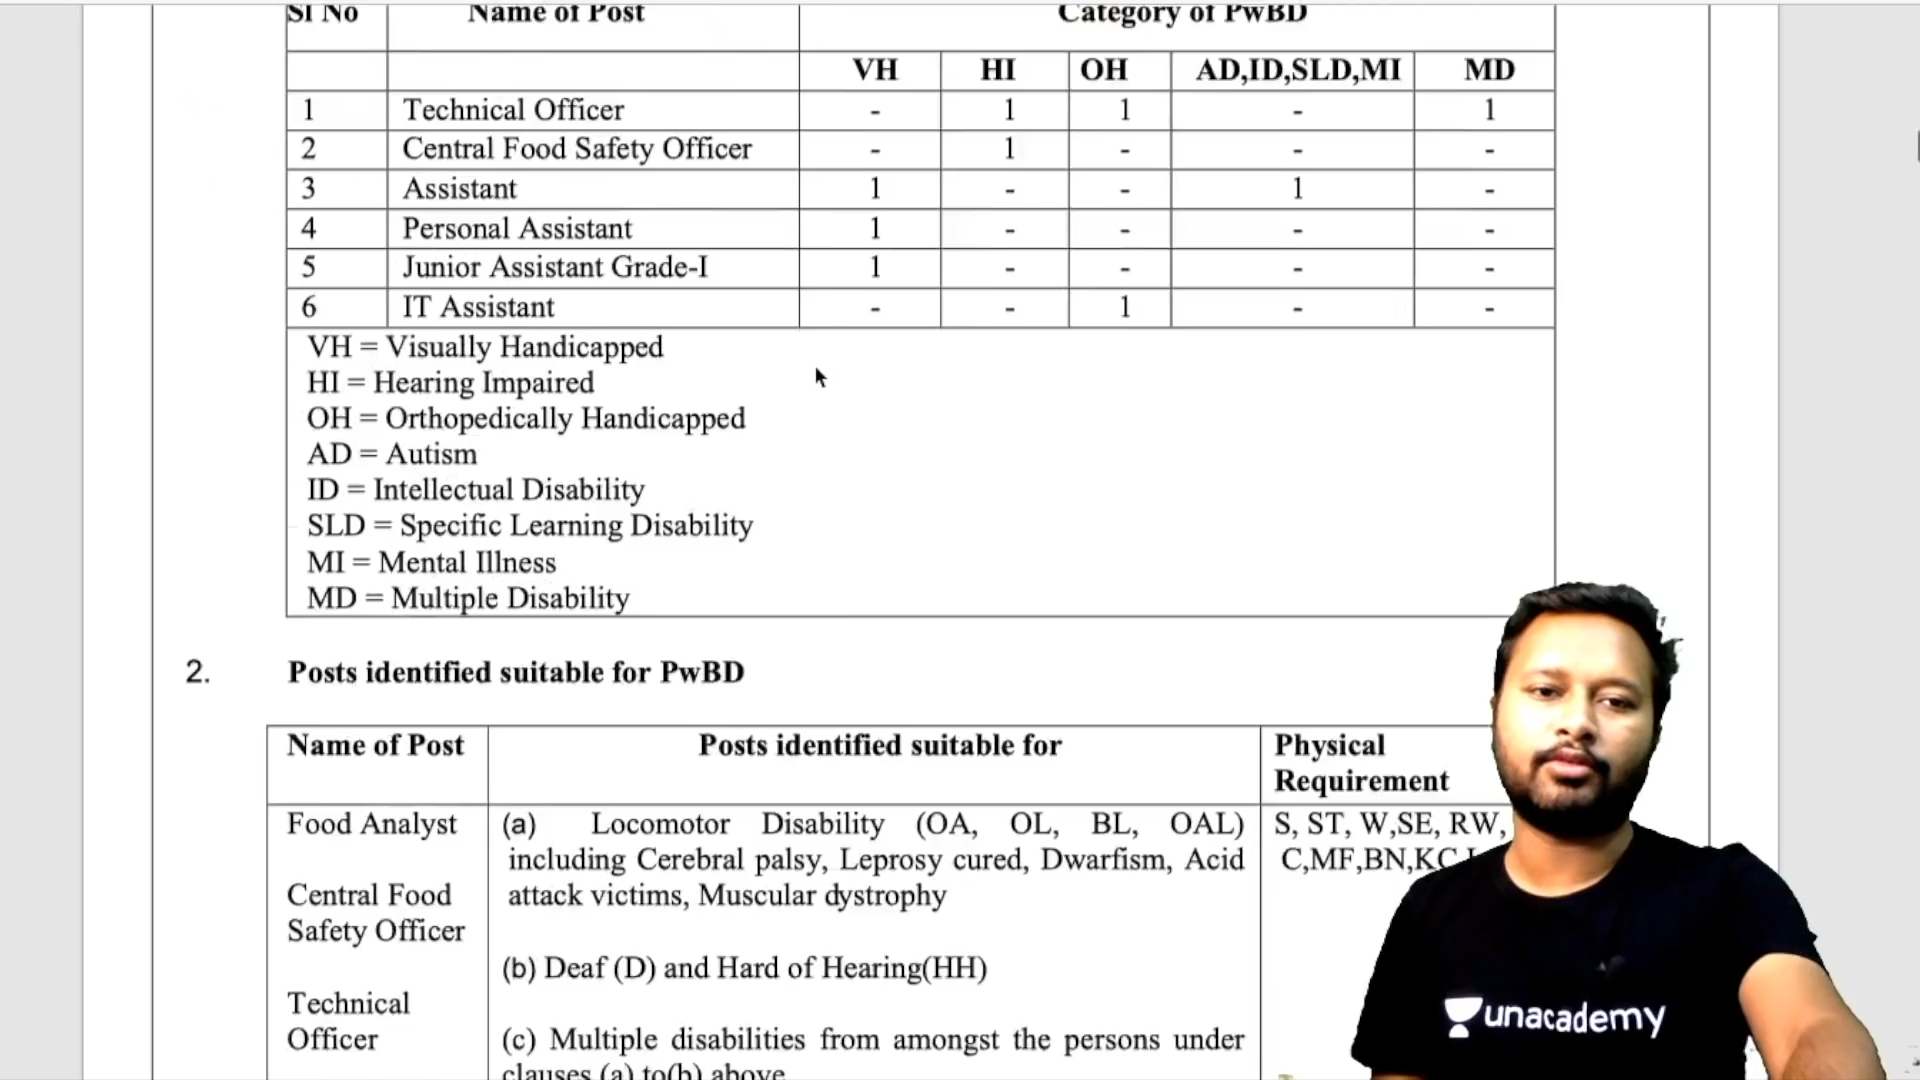 Sl No Name of Post Category of PwBD
VH HI OH AD,ID,SLD,MI MD
1 Technical Officer - 1 1 - 1
2 Central Food Safety Officer - 1 - - -
3 Assistant 1 - - 1 -
4 Personal Assistant 1 - - - -
5 Junior Assistant Grade-I 1 - - - -
6 IT Assistant - - 1 - -
VH = Visually Handicapped
HI = Hearing Impaired
OH = Orthopedically Handicapped
AD = Autism
ID = Intellectual Disability
SLD = Specific Learning Disability
MI = Mental Illness
MD = Multiple Disability
2. Posts identified suitable for PwBD
Name of Post Posts identified suitable for Physical
Requirement
Food Analyst (a) Locomotor Disability (OA, OL, BL, OAL) S, ST, W,SE, RW,
including Cerebral palsy, Leprosy cured, Dwarfism, Acid C,MF,BN,KC
Central Food attack victims, Muscular dystrophy
Safety Officer
(b) Deaf (D) and Hard of Hearing(HH)
Technical
Officer (c) Multiple disabilities from amongst the persons under
clauses (a) to(b) above
unacademy